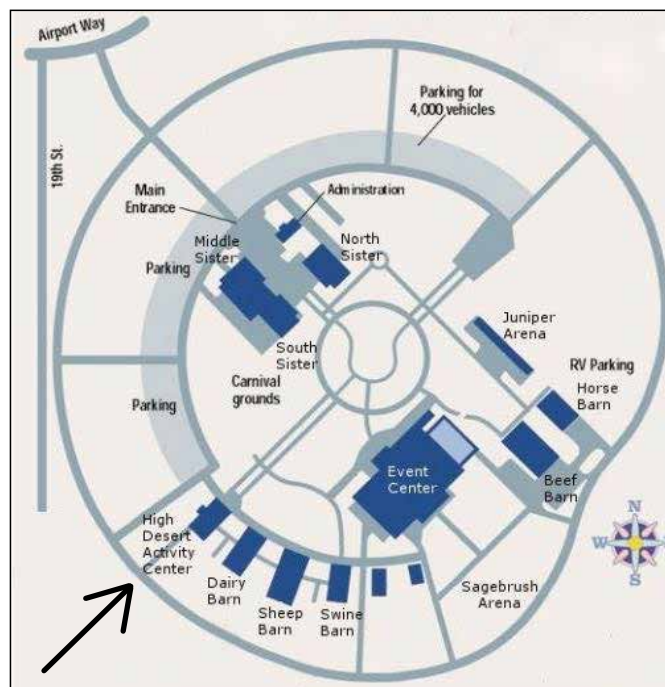 Airport Way
19th St.
Parking for
4,000 vehicles
Main
Entrance
Administration
Middle
Sister
North
Sister
Parking
Juniper
Arena
South
Sister
RV Parking
Carnival
grounds
Horse
Barn
Parking
Event
Center
Beef
Barn
High
Desert
Activity
Center
Dairy
Barn
Sheep
Barn
Swine
Barn
Sagebrush
Arena
N
W
E
S